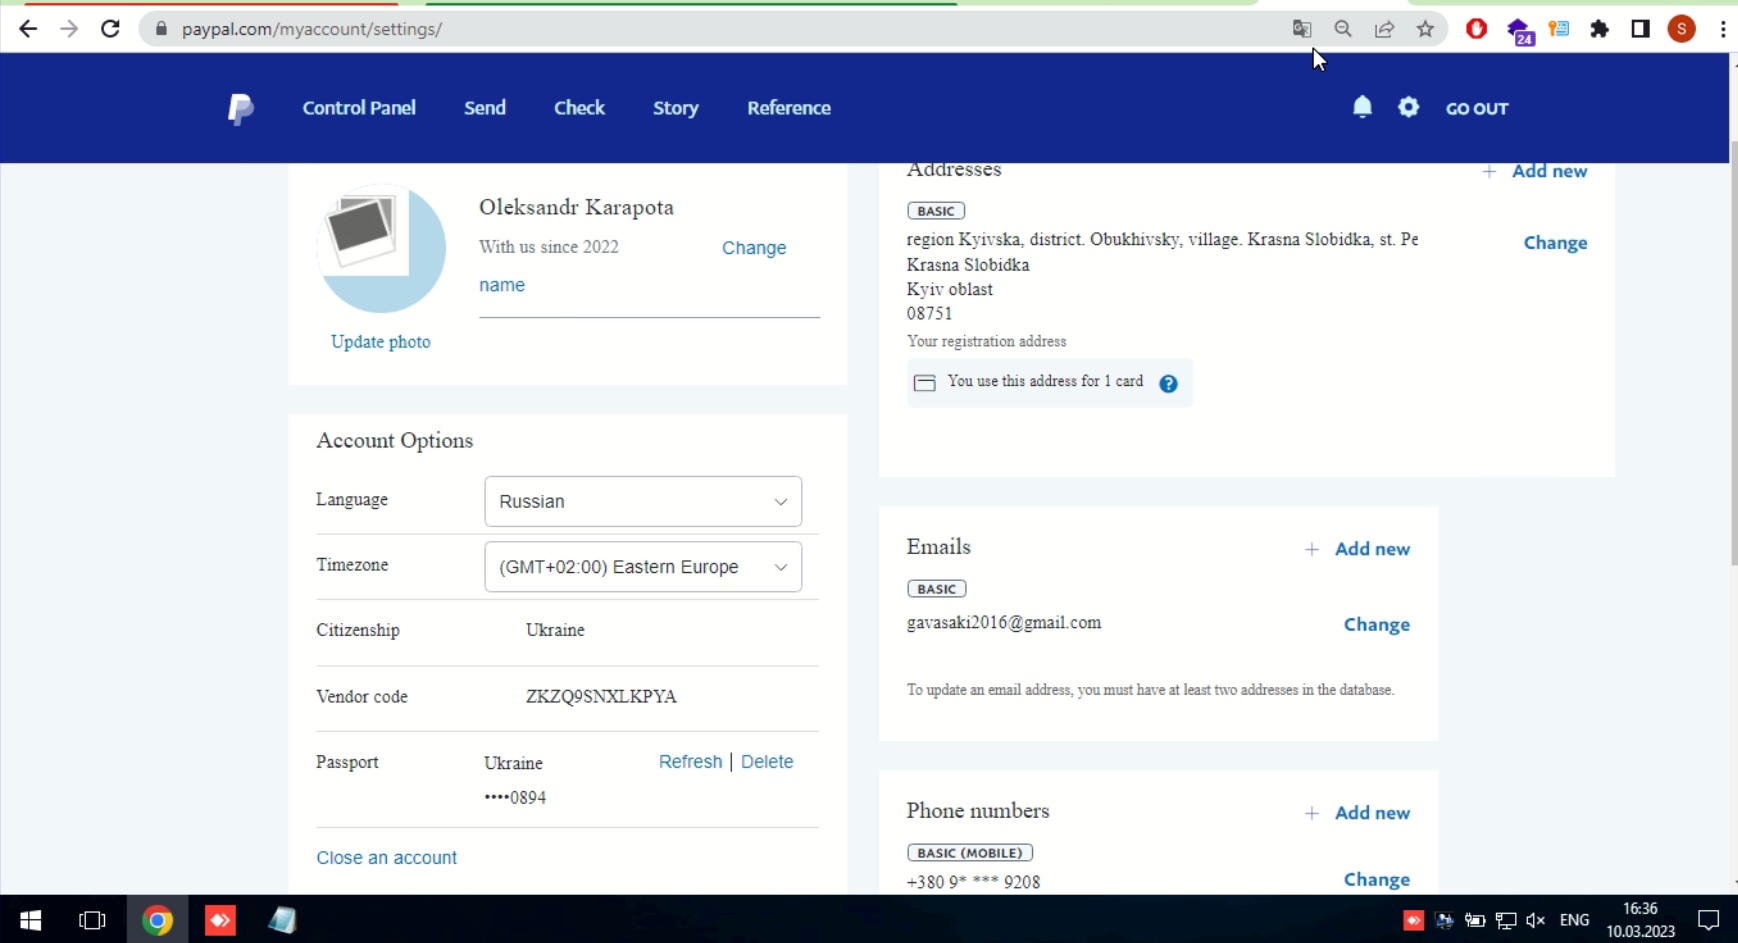 paypal.com/myaccount/settings/
24
S
Control Panel
Send
Check
Story
Reference
GO OUT
Oleksandr Karapota
With us since 2022
Change
name
Update photo
Account Options
Language
Russian
Timezone
(GMT+02:00) Eastern Europe
Citizenship
Ukraine
Vendor code
ZKZQ9SNXLKPYA
Passport
Ukraine
Refresh | Delete
••••0894
Close an account
Addresses
+ Add new
BASIC
region Kyivska, district. Obukhivsky, village. Krasna Slobidka, st. Pe
Change
Krasna Slobidka
Kyiv oblast
08751
Your registration address
You use this address for 1 card
?
Emails
+ Add new
BASIC
gavasaki2016@gmail.com
Change
To update an email address, you must have at least two addresses in the database.
Phone numbers
+ Add new
BASIC (MOBILE)
+380 9* *** 9208
Change
ENG
16:36
10.03.2023